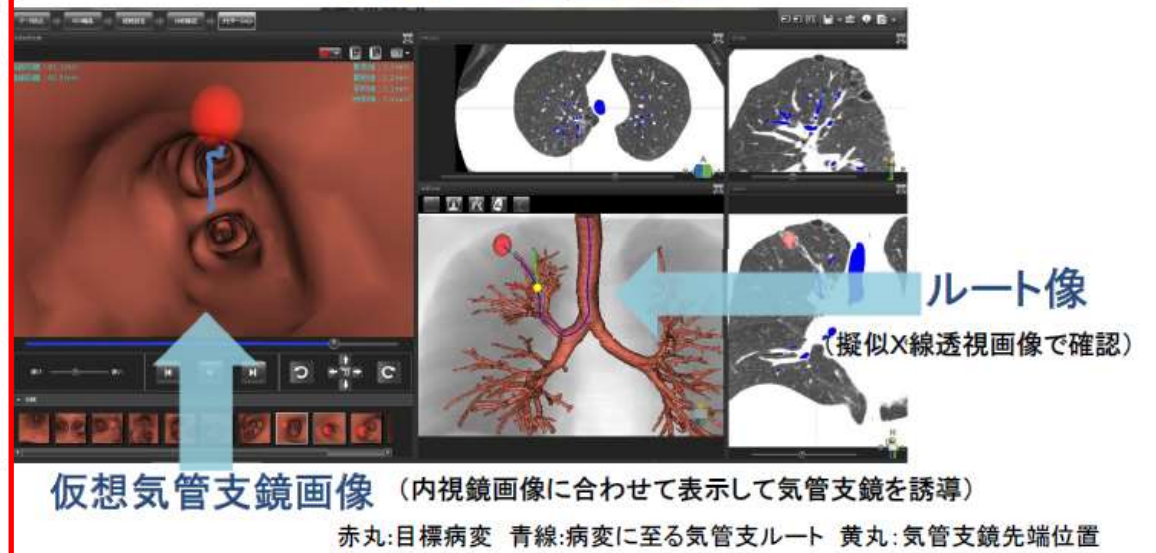 ルート像
(擬似X線透視画像で確認)
仮想気管支鏡画像 (内視鏡画像に合わせて表示して気管支鏡を誘導)
赤丸:目標病変 青線:病変に至る気管支ルート 黄丸:気管支鏡先端位置